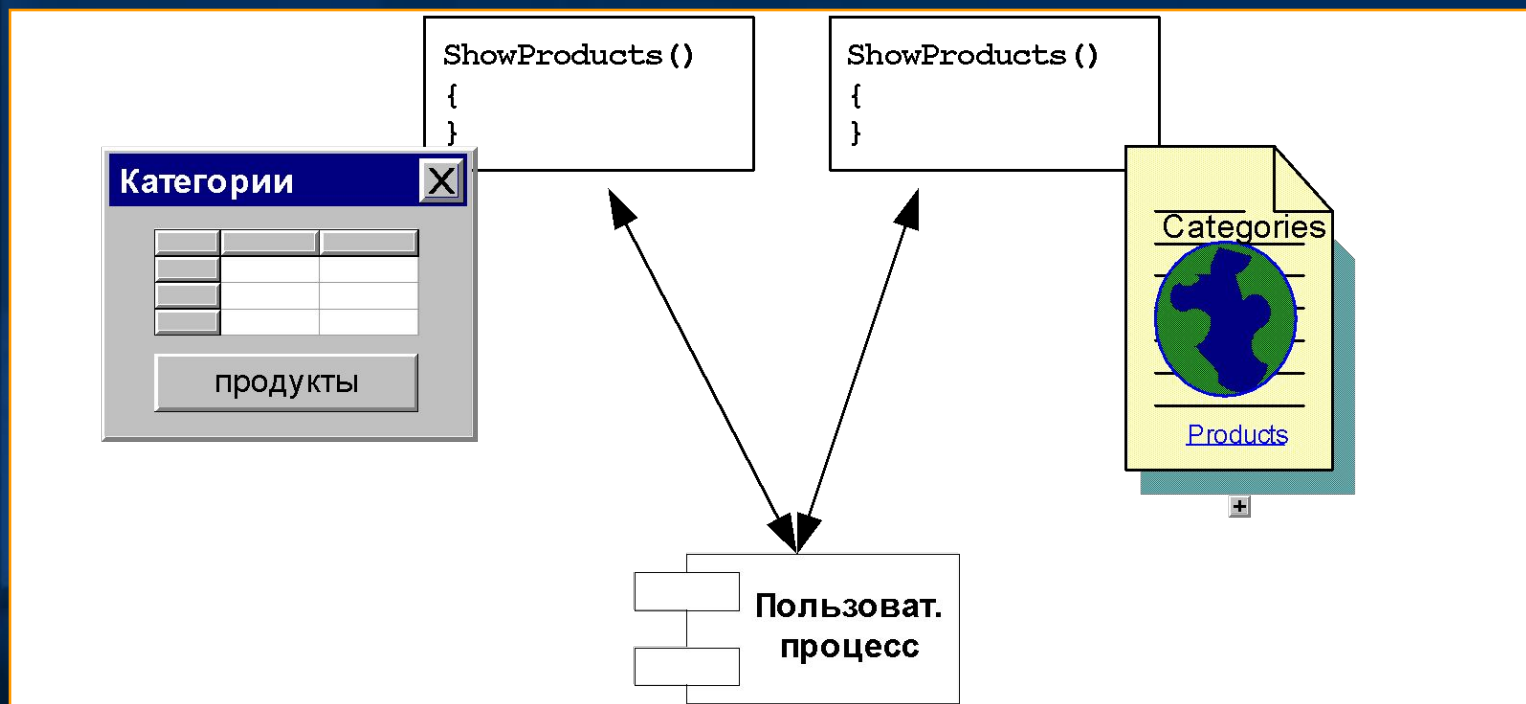 ShowProducts()
{
}
ShowProducts()
{
}
Категории
продукты
Categories
Products
Пользоват.
процесс